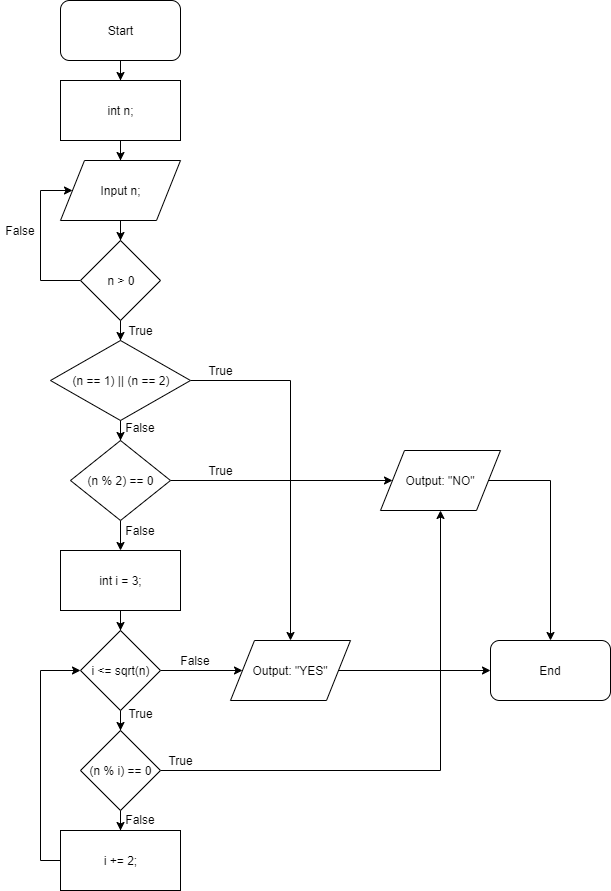 Start
int n;
Input n;
False
n > 0
True
(n == 1) || (n == 2)
True
False
(n % 2) == 0
True
Output: "NO"
False
int i = 3;
i <= sqrt(n)
False
Output: "YES"
End
True
(n % i) == 0
True
False
i += 2;